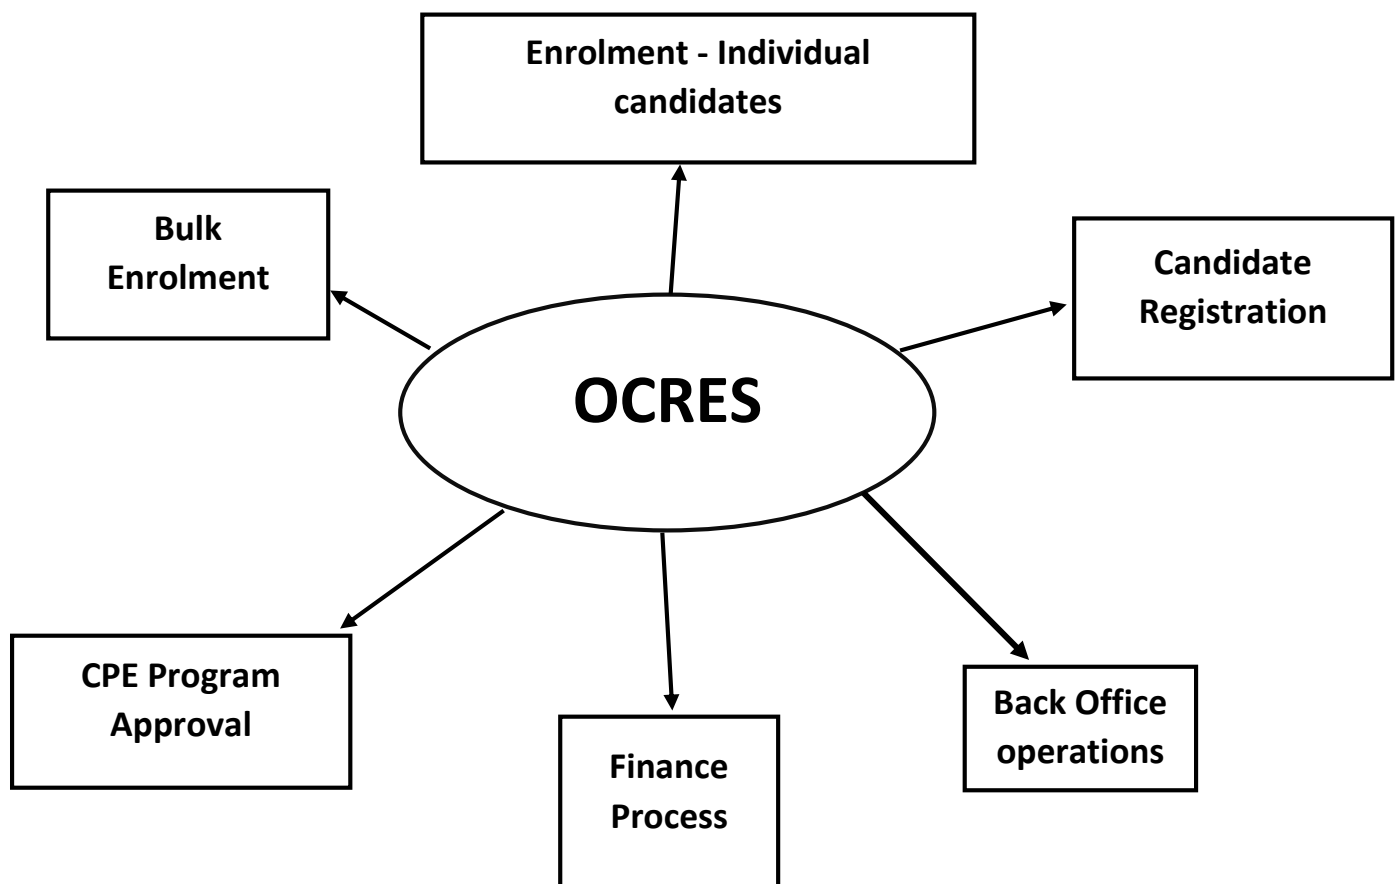 Enrolment - Individual
candidates
Bulk
Enrolment
Candidate
Registration
OCRES
CPE Program
Approval
Back Office
operations
Finance
Process